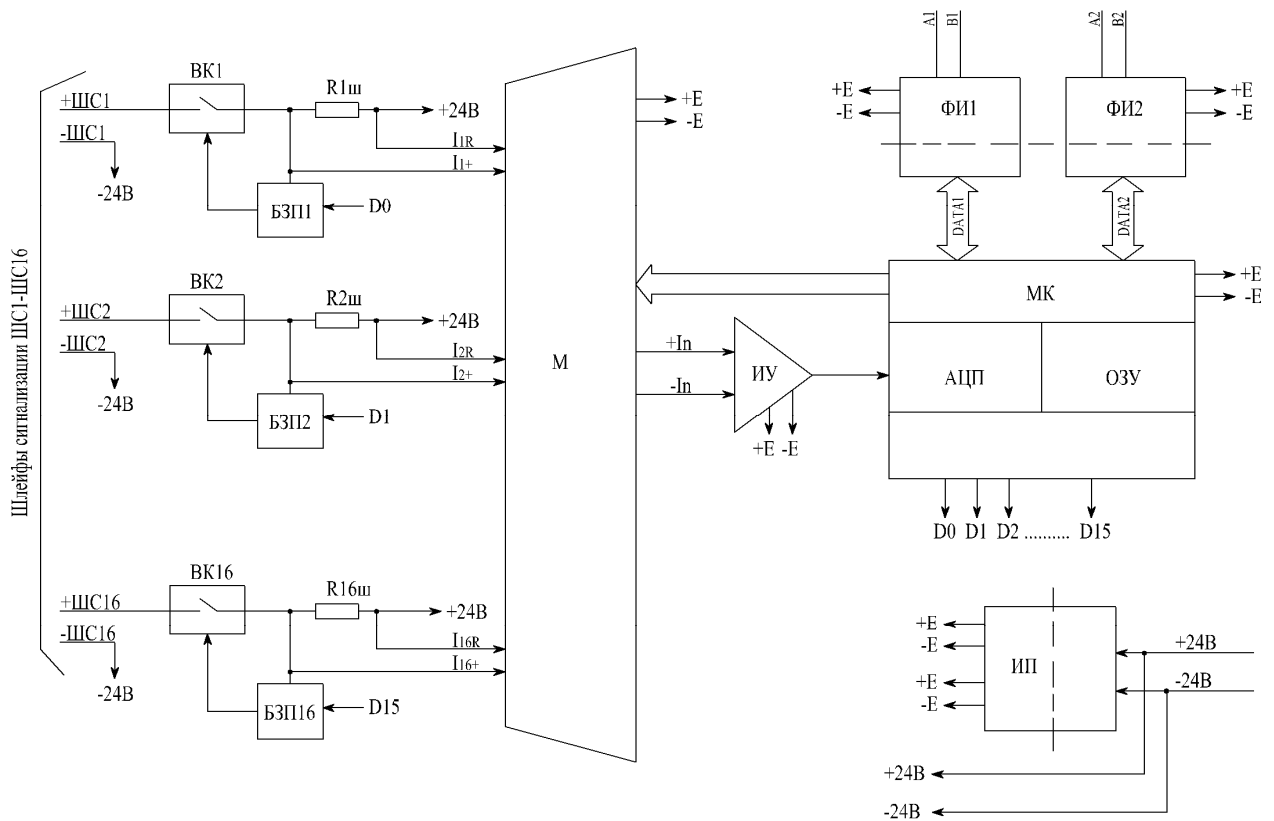 Шлейфы сигнализации ШС1-ШС16
ВК1
R1ш
+ШС1
+24В
-ШС1
I1R
I1+
-24В
БЗП1
D0
ВК2
R2ш
+ШС2
+24В
-ШС2
I2R
I2+
-24В
БЗП2
D1
ВК16
R16ш
+ШС16
+24В
-ШС16
I16R
I16+
-24В
БЗП16
D15
М
+E
-E
+In
-In
ИУ
+E -E
A1
B1
A2
B2
+E
-E
ФИ1
ФИ2
+E
-E
DATA1
DATA2
МК
+E
-E
АЦП
ОЗУ
D0 D1 D2 .......... D15
+E
-E
+E
-E
ИП
+24В
-24В
+24В
-24В